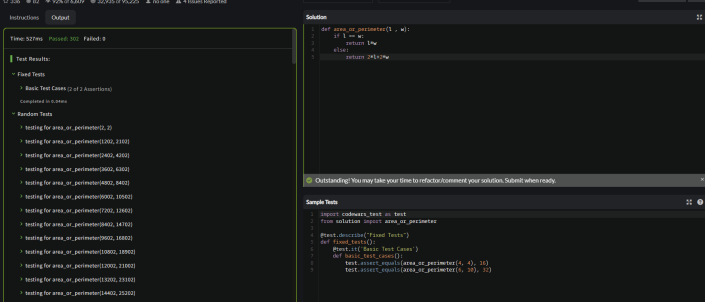 336 82 92% of 6,609 32,935 of 95,225 no one 4 Issues Reported
Instructions Output
Time: 527ms Passed: 302 Failed: 0
Test Results:
Fixed Tests
Basic Test Cases (2 of 2 Assertions)
Completed in 0.04ms
Random Tests
testing for area_or_perimeter(2, 2)
testing for area_or_perimeter(1202, 2102)
testing for area_or_perimeter(2402, 4202)
testing for area_or_perimeter(3602, 6302)
testing for area_or_perimeter(4802, 8402)
testing for area_or_perimeter(6002, 10502)
testing for area_or_perimeter(7202, 12602)
testing for area_or_perimeter(8402, 14702)
testing for area_or_perimeter(9602, 16802)
testing for area_or_perimeter(10802, 18902)
testing for area_or_perimeter(12002, 21002)
testing for area_or_perimeter(13202, 23102)
testing for area_or_perimeter(14402, 25202)
Solution
1 def area_or_perimeter(l , w):
2 if l == w:
3 return l*w
4 else:
5 return 2*l+2*w
Outstanding! You may take your time to refactor/comment your solution. Submit when ready.
Sample Tests
1 import codewars_test as test
2 from solution import area_or_perimeter
3
4 @test.describe("Fixed Tests")
5 def fixed_tests():
6 @test.it('Basic Test Cases')
7 def basic_test_cases():
8 test.assert_equals(area_or_perimeter(4, 4), 16)
9 test.assert_equals(area_or_perimeter(6, 10), 32)